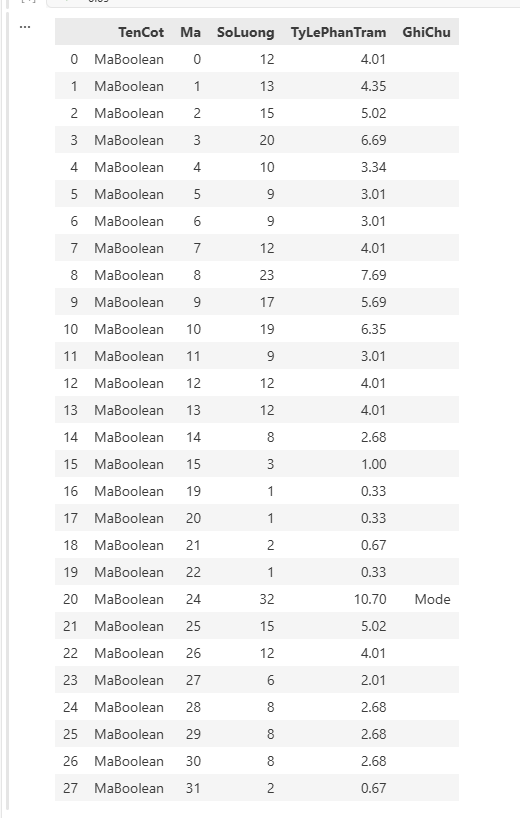 ...
TenCot Ma SoLuong TyLePhanTram GhiChu
0 MaBoolean 0 12 4.01
1 MaBoolean 1 13 4.35
2 MaBoolean 2 15 5.02
3 MaBoolean 3 20 6.69
4 MaBoolean 4 10 3.34
5 MaBoolean 5 9 3.01
6 MaBoolean 6 9 3.01
7 MaBoolean 7 12 4.01
8 MaBoolean 8 23 7.69
9 MaBoolean 9 17 5.69
10 MaBoolean 10 19 6.35
11 MaBoolean 11 9 3.01
12 MaBoolean 12 12 4.01
13 MaBoolean 13 12 4.01
14 MaBoolean 14 8 2.68
15 MaBoolean 15 3 1.00
16 MaBoolean 19 1 0.33
17 MaBoolean 20 1 0.33
18 MaBoolean 21 2 0.67
19 MaBoolean 22 1 0.33
20 MaBoolean 24 32 10.70 Mode
21 MaBoolean 25 15 5.02
22 MaBoolean 26 12 4.01
23 MaBoolean 27 6 2.01
24 MaBoolean 28 8 2.68
25 MaBoolean 29 8 2.68
26 MaBoolean 30 8 2.68
27 MaBoolean 31 2 0.67